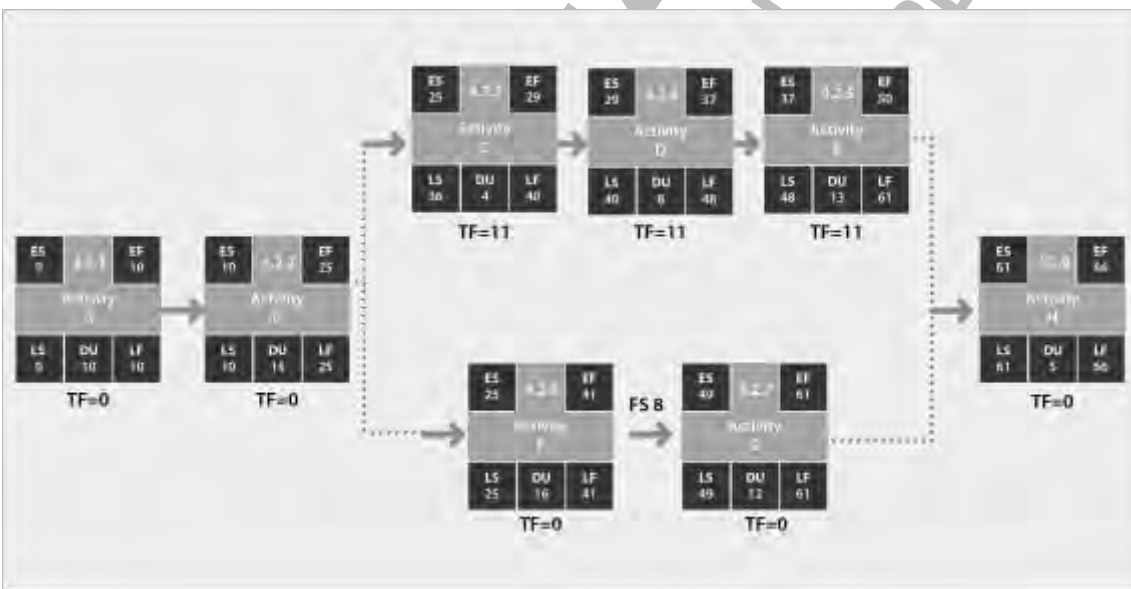 ES 25 EF 29
Activity
LS 36 DU 4 LF 40
TF=11
ES 29 EF 37
Activity
D
LS 40 DU 8 LF 48
TF=11
ES 37 EF 50
Activity
LS 48 DU 13 LF 61
TF=11
ES 0 EF 10
Activity
LS 0 DU 10 LF 10
TF=0
ES 10 EF 25
Activity
LS 10 DU 15 LF 25
TF=0
ES 25 EF 41
Activity
F
LS 25 DU 16 LF 41
TF=0
FS 8
ES 49 EF 61
Activity
LS 49 DU 12 LF 61
TF=0
ES 61 EF 66
Activity
H
LS 61 DU 5 LF 66
TF=0